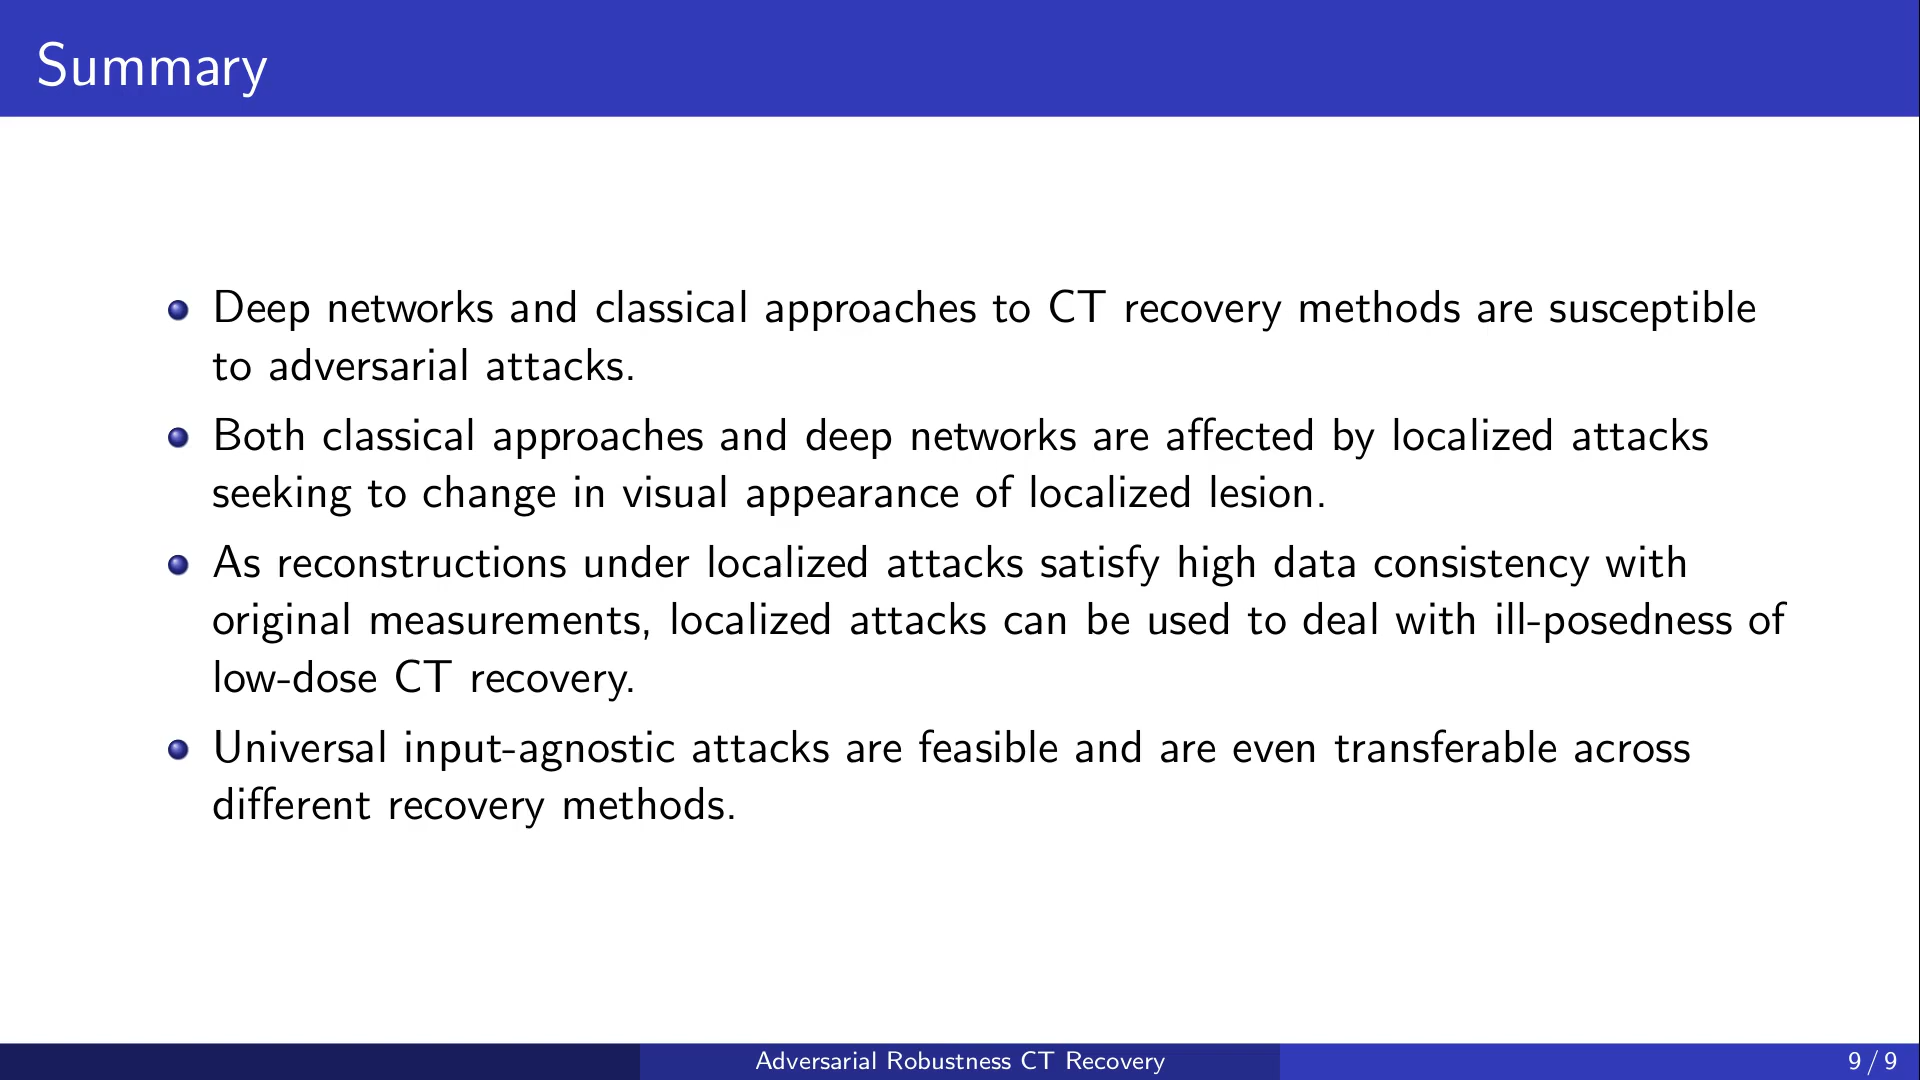 Summary
Deep networks and classical approaches to CT recovery methods are susceptible
to adversarial attacks.
Both classical approaches and deep networks are affected by localized attacks
seeking to change in visual appearance of localized lesion.
As reconstructions under localized attacks satisfy high data consistency with
original measurements, localized attacks can be used to deal with ill-posedness of
low-dose CT recovery.
Universal input-agnostic attacks are feasible and are even transferable across
different recovery methods.
Adversarial Robustness CT Recovery
9 / 9